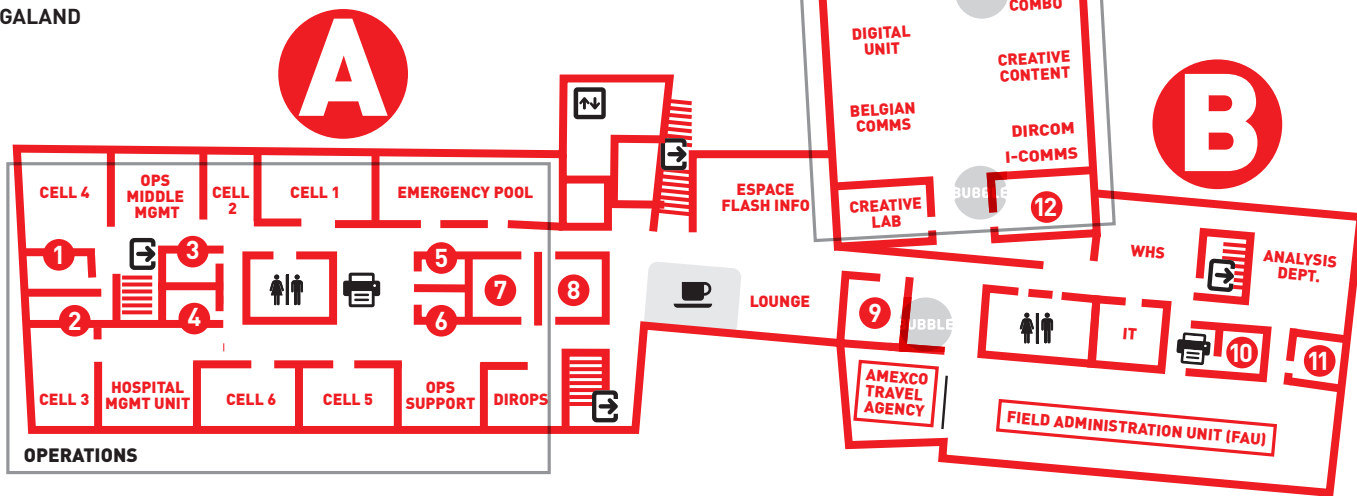 GALAND
A
COMBO
DIGITAL
UNIT
CREATIVE
CONTENT
BELGIAN
COMMS
DIRCOM
I-COMMS
B
CELL 4
OPS
MIDDLE
MGMT
CELL
2
CELL 1
EMERGENCY POOL
ESPACE
FLASH INFO
CREATIVE
LAB
BUBBLE
12
WHS
ANALYSIS
DEPT.
1
3
5
7
8
2
4
6
LOUNGE
9
BUBBLE
IT
10
11
CELL 3
HOSPITAL
MGMT UNIT
CELL 6
CELL 5
OPS
SUPPORT
DIROPS
AMEXCO
TRAVEL
AGENCY
FIELD ADMINISTRATION UNIT (FAU)
OPERATIONS